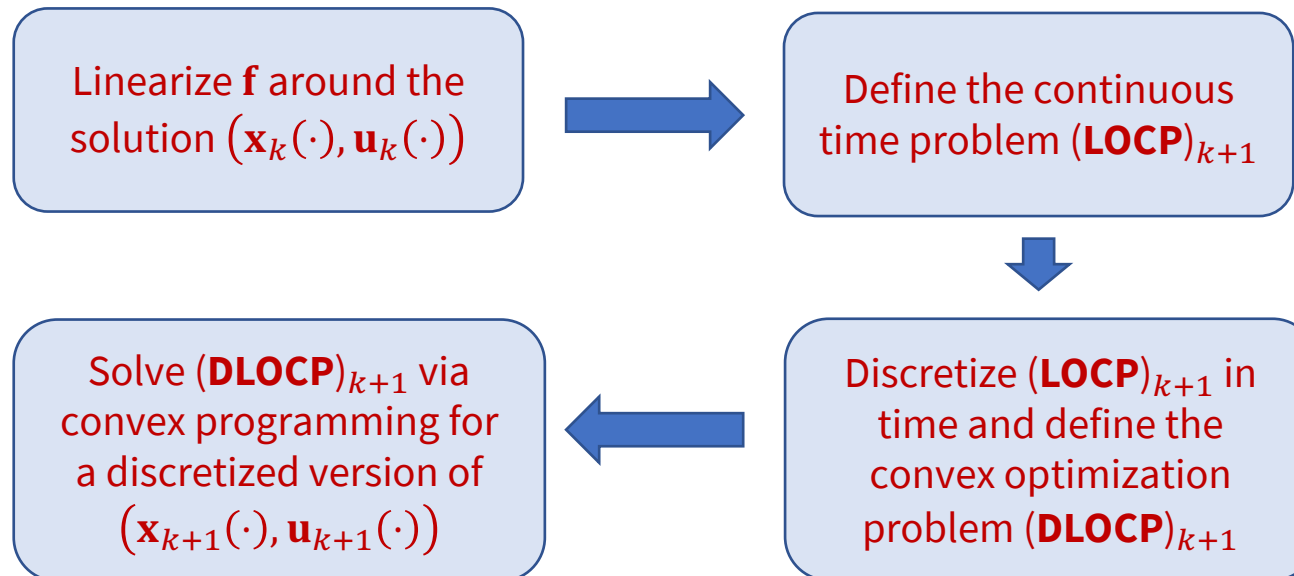 Linearize 𝐟 around the
solution (𝐱ₖ(·), 𝐮ₖ(·))
Define the continuous
time problem (LOCP)ₖ₊₁
Discretize (LOCP)ₖ₊₁ in
time and define the
convex optimization
problem (DLOCP)ₖ₊₁
Solve (DLOCP)ₖ₊₁ via
convex programming for
a discretized version of
(𝐱ₖ₊₁(·), 𝐮ₖ₊₁(·))